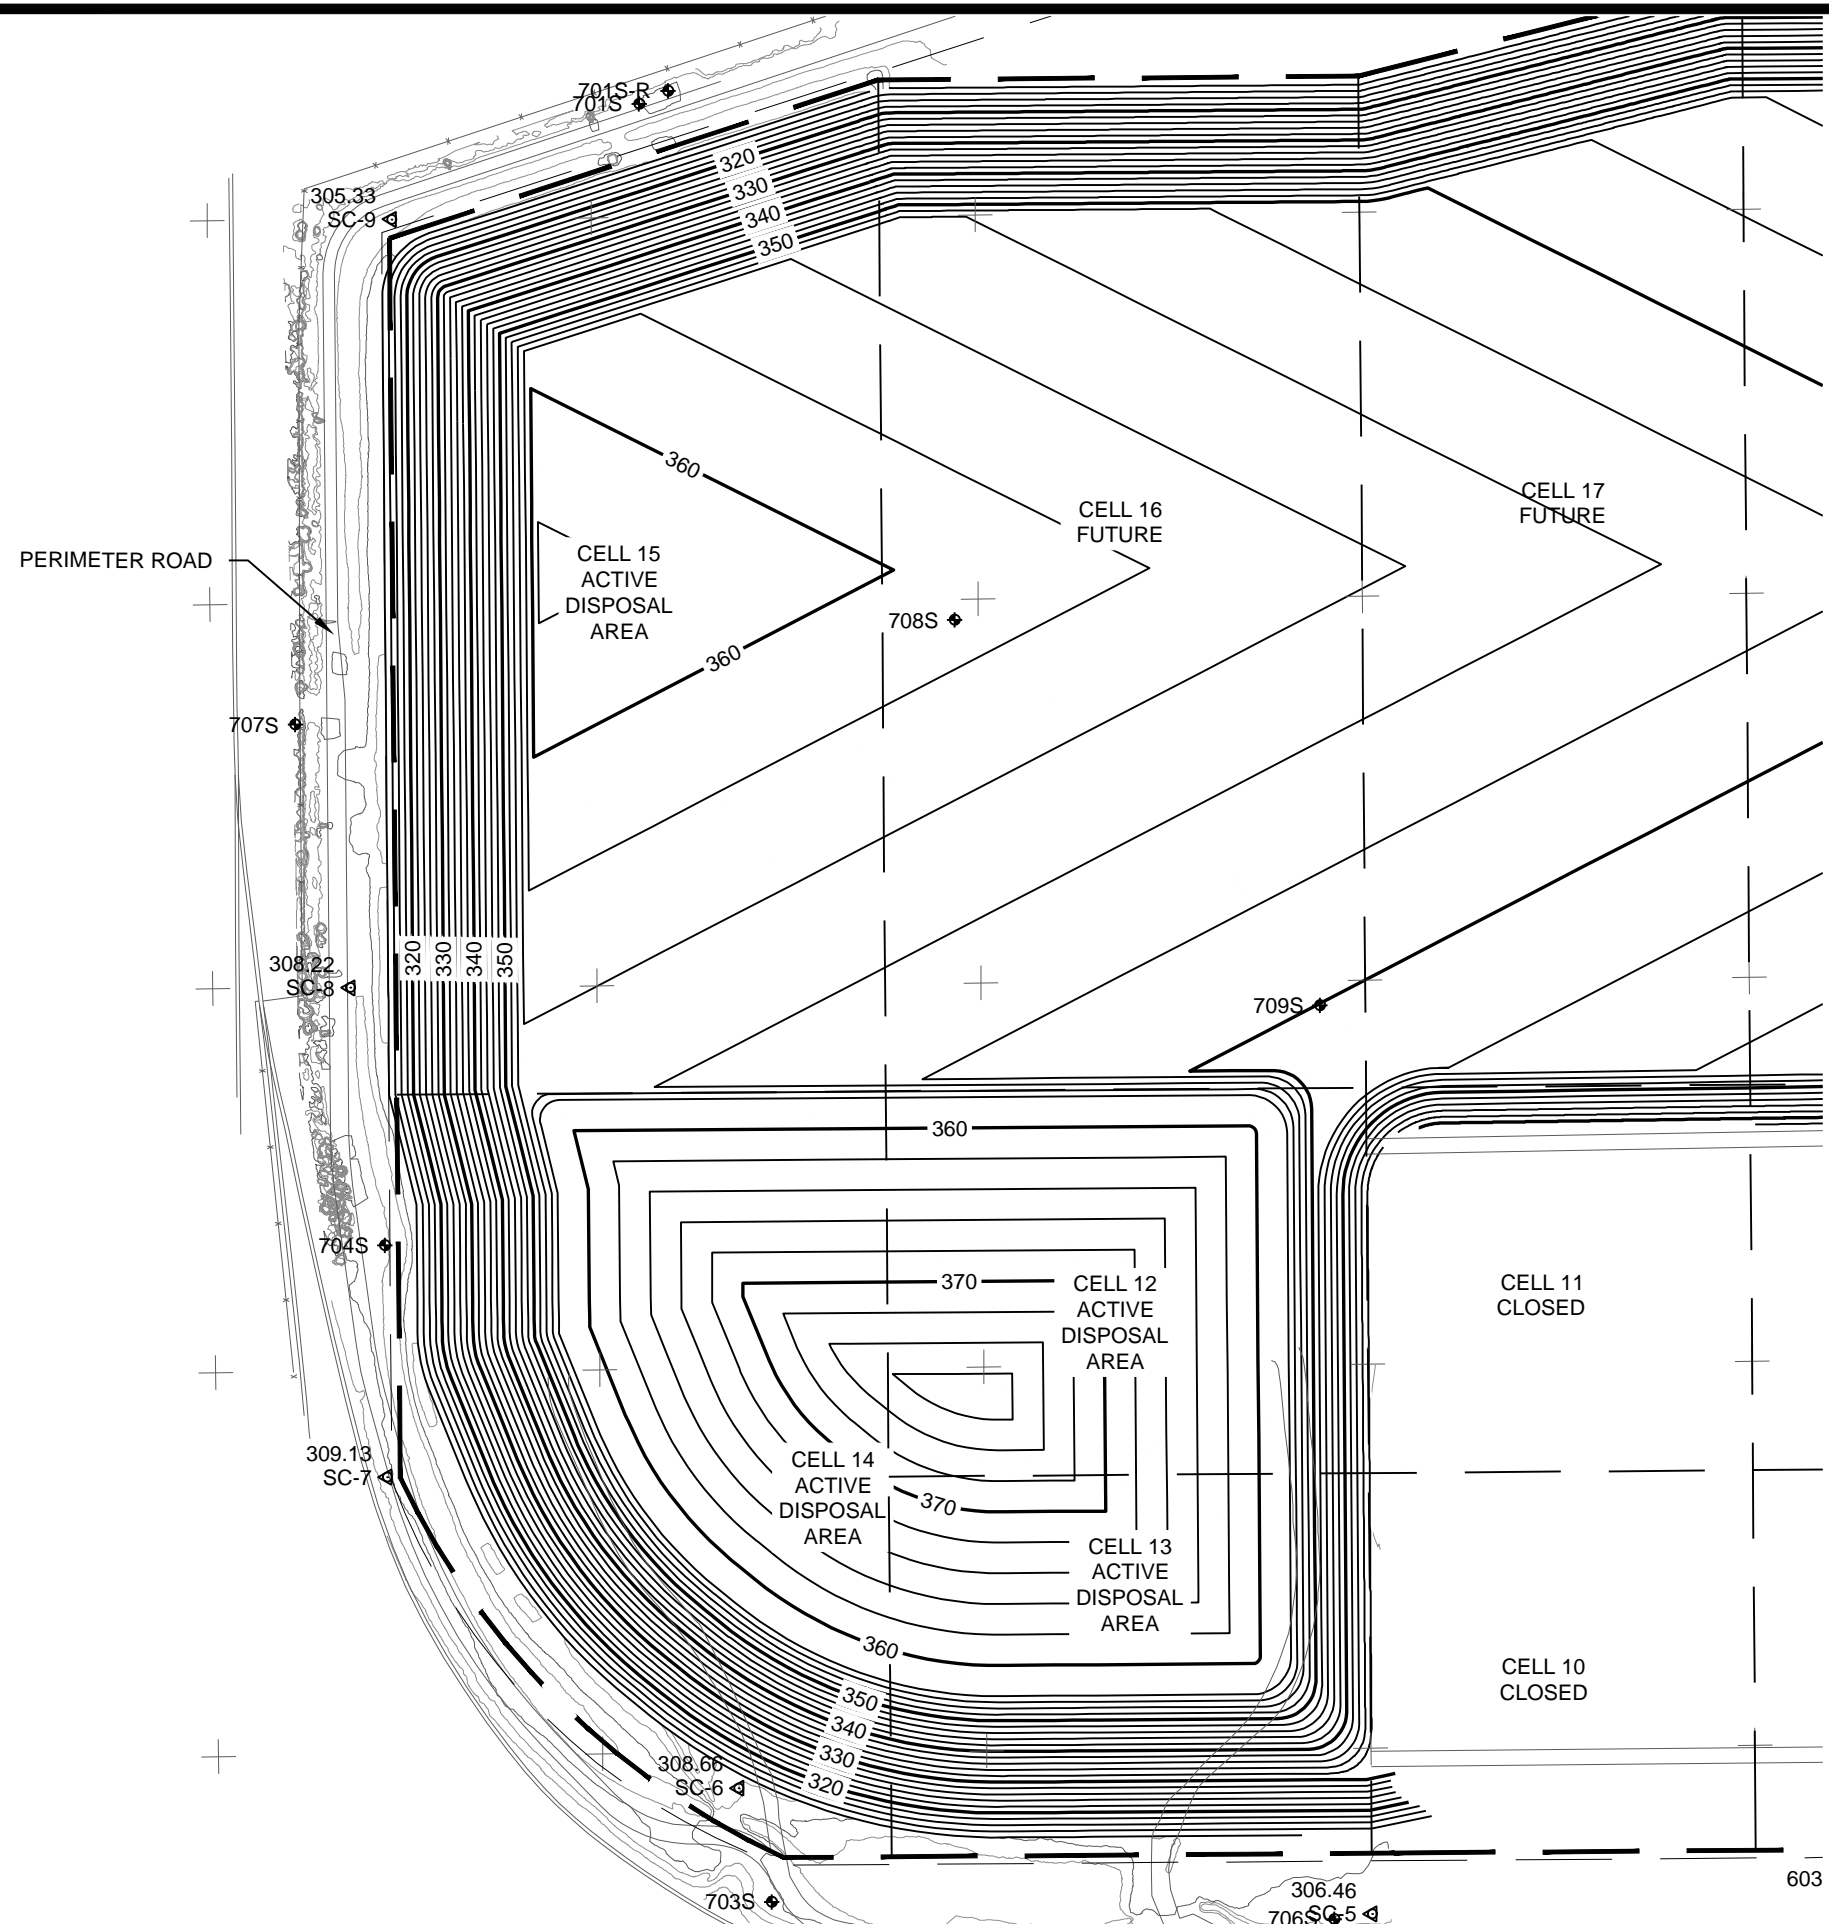 701S-R
701S
320
330
340
350
305.33
SC-9
360
CELL 15
ACTIVE
DISPOSAL
AREA
360
CELL 16
FUTURE
CELL 17
FUTURE
PERIMETER ROAD
708S
707S
320
330
340
350
308.22
SC-8
709S
360
704S
370
CELL 12
ACTIVE
DISPOSAL
AREA
CELL 11
CLOSED
309.13
SC-7
CELL 14
ACTIVE
DISPOSAL
AREA
370
CELL 13
ACTIVE
DISPOSAL
AREA
360
CELL 10
CLOSED
350
340
330
320
308.66
SC-6
703S
306.46
SC-5
706S
603